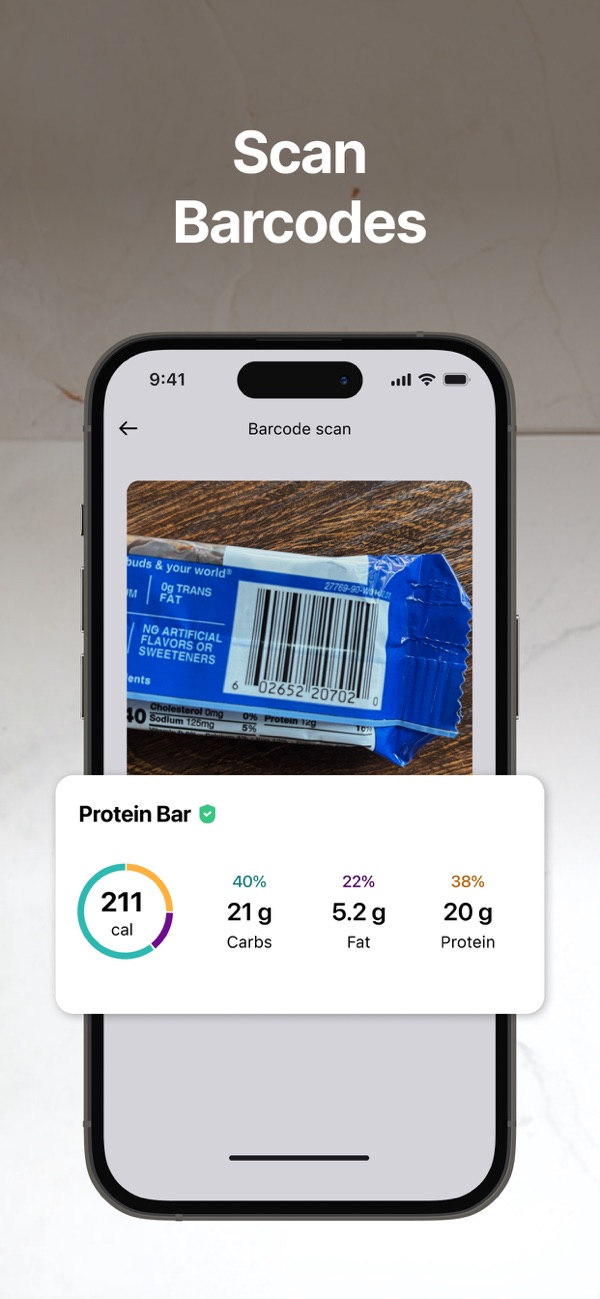 Scan
Barcodes
9:41
Barcode scan
buds & your world®
0g TRANS
FAT
NO ARTIFICIAL
FLAVORS OR
SWEETENERS
ents
6 02652 20702 0
40 Cholesterol 0mg 0% Protein 12g
Sodium 125mg 5%
Protein Bar
211
cal
40%
21 g
Carbs
22%
5.2 g
Fat
38%
20 g
Protein